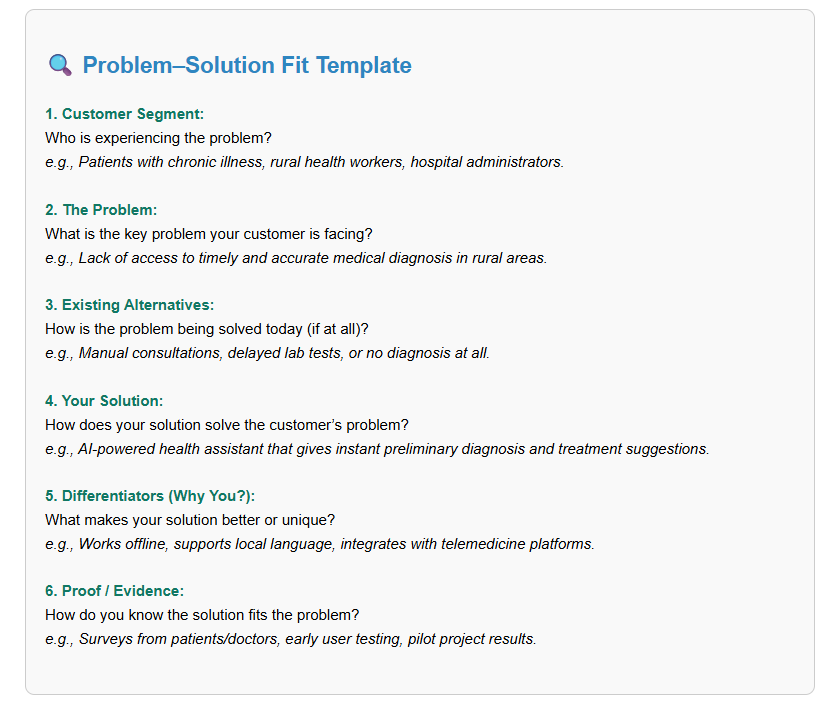 Problem–Solution Fit Template
1. Customer Segment:
Who is experiencing the problem?
e.g., Patients with chronic illness, rural health workers, hospital administrators.
2. The Problem:
What is the key problem your customer is facing?
e.g., Lack of access to timely and accurate medical diagnosis in rural areas.
3. Existing Alternatives:
How is the problem being solved today (if at all)?
e.g., Manual consultations, delayed lab tests, or no diagnosis at all.
4. Your Solution:
How does your solution solve the customer’s problem?
e.g., AI-powered health assistant that gives instant preliminary diagnosis and treatment suggestions.
5. Differentiators (Why You?):
What makes your solution better or unique?
e.g., Works offline, supports local language, integrates with telemedicine platforms.
6. Proof / Evidence:
How do you know the solution fits the problem?
e.g., Surveys from patients/doctors, early user testing, pilot project results.